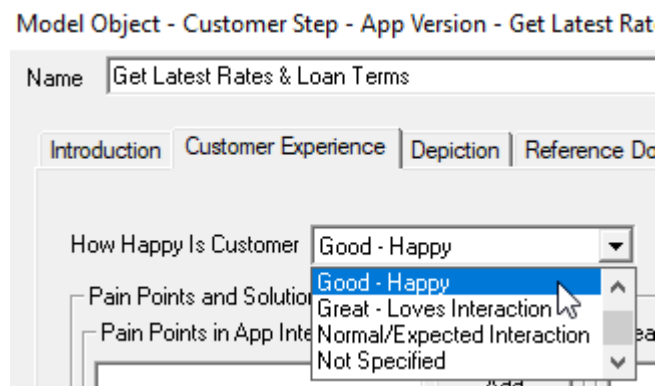 Model Object - Customer Step - App Version - Get Latest Rat
Name Get Latest Rates & Loan Terms
Introduction Customer Experience Depiction Reference Do
How Happy Is Customer Good - Happy
Good - Happy
Pain Points and Solutio Great - Loves Interaction
Pain Points in App Inte Normal/Expected Interaction
Not Specified